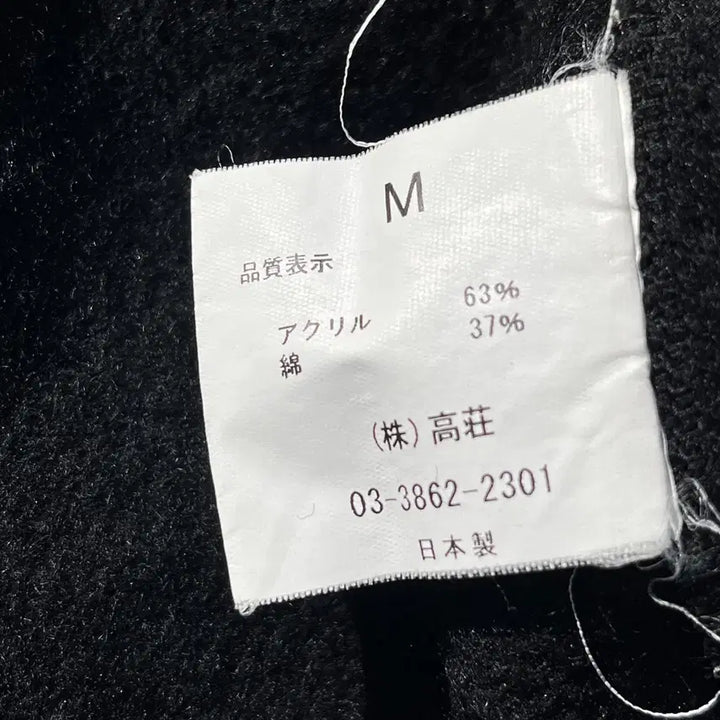 M
品質表示
アクリル 63%
綿 37%
(株)高荘
03-3862-2301
日本製